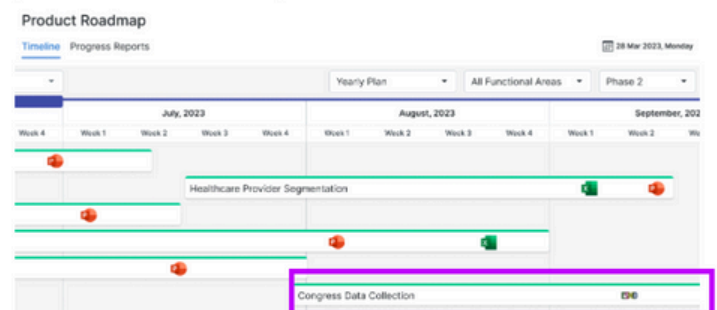 Product Roadmap
Timeline Progress Reports 28 Mar 2023, Monday
Yearly Plan All Functional Areas Phase 2
July, 2023 August, 2023 September, 202
Week 4 Week 1 Week 2 Week 3 Week 4 Week 1 Week 2 Week 3 Week 4 Week 1 Week 2 We
Healthcare Provider Segmentation
Congress Data Collection